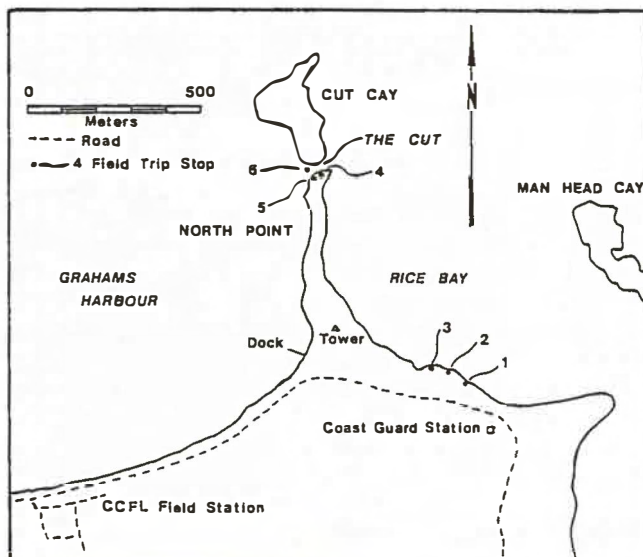 0 500
Meters
Road
4 Field Trip Stop
CUT CAY
THE CUT
N
6
4
5
NORTH POINT
MAN HEAD CAY
GRAHAMS
HARBOUR
RICE BAY
Dock
Tower
3
2
1
Coast Guard Station
CCFL Field Station